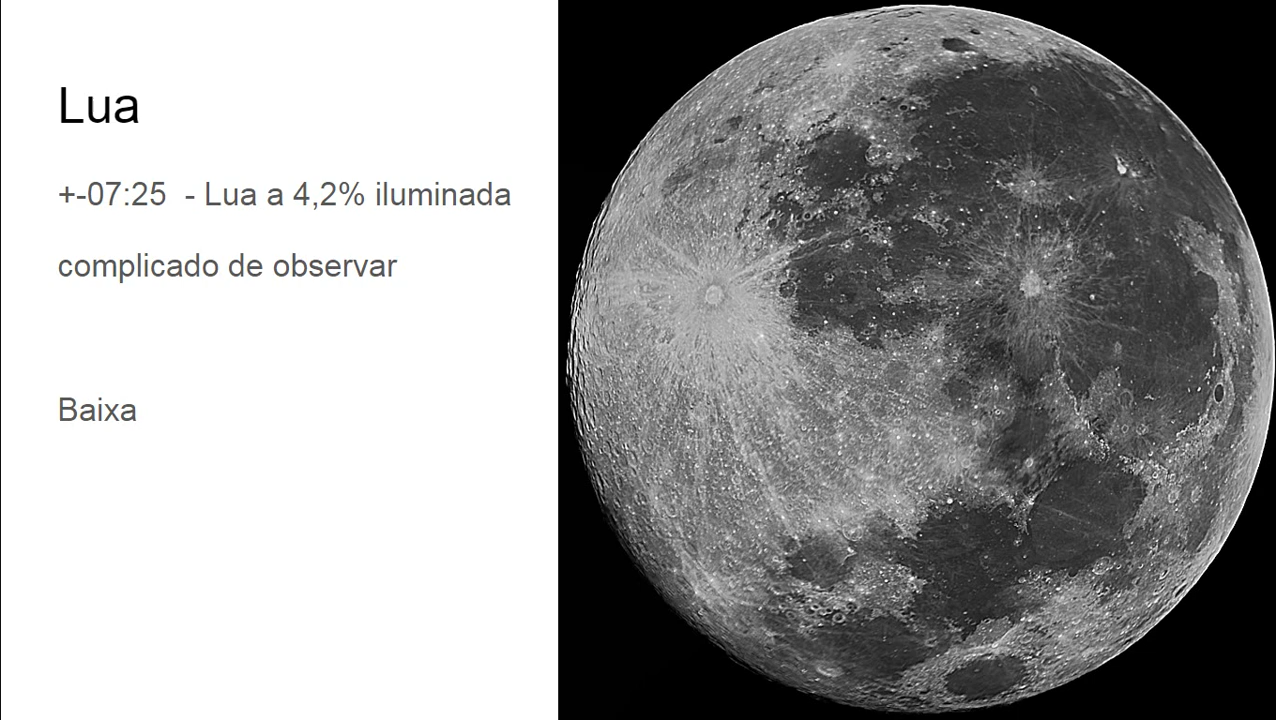 Lua
+-07:25 - Lua a 4,2% iluminada
complicado de observar
Baixa